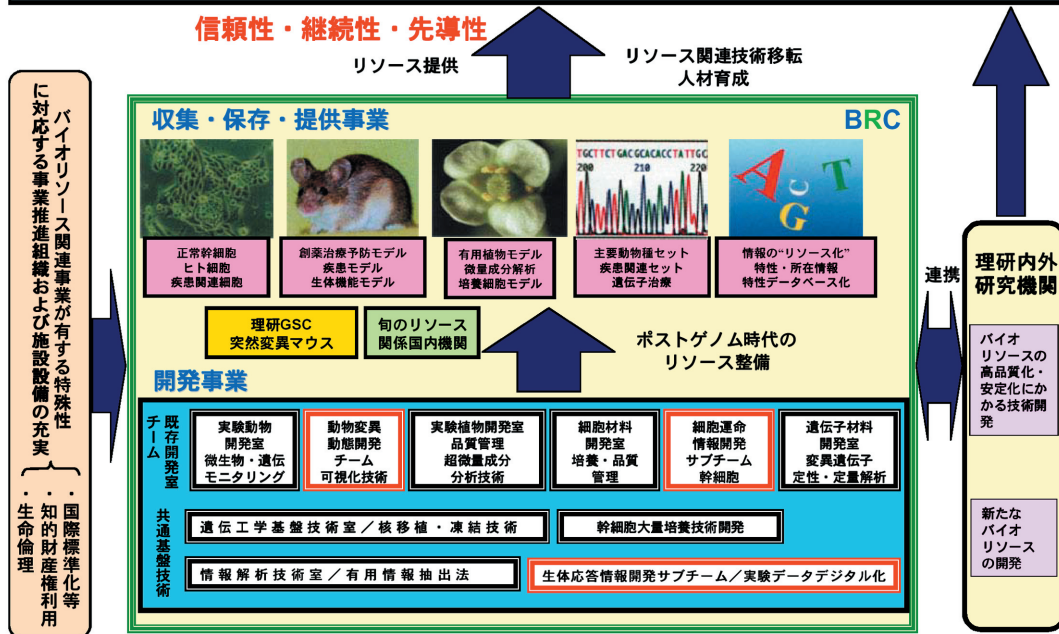 信頼性・継続性・先導性
リソース提供
リソース関連技術移転
人材育成
バイオリソース関連事業が有する特殊性
に対応する事業推進組織および施設設備の充実
・国際標準化等
・知的財産権利用
・生命倫理
収集・保存・提供事業
BRC
TGCTTCTGACGCACACCTATTGC
200 210 220
A C G T
正常幹細胞
ヒト細胞
疾患関連細胞
創薬治療予防モデル
疾患モデル
生体機能モデル
有用植物モデル
微量成分解析
培養細胞モデル
主要動物種セット
疾患関連セット
遺伝子治療
情報の“リソース化”
特性・所在情報
特性データベース化
理研GSC
突然変異マウス
旬のリソース
関係国内機関
ポストゲノム時代の
リソース整備
開発事業
既存開発室
チーム
実験動物
開発室
微生物・遺伝
モニタリング
動物変異
動態開発
チーム
可視化技術
実験植物開発室
品質管理
超微量成分
分析技術
細胞材料
開発室
培養・品質
管理
細胞運命
情報開発
サブチーム
幹細胞
遺伝子材料
開発室
変異遺伝子
定性・定量解析
共通基盤技術
遺伝工学基盤技術室／核移植・凍結技術
幹細胞大量培養技術開発
情報解析技術室／有用情報抽出法
生体応答情報開発サブチーム／実験データデジタル化
連携
理研内外
研究機関
バイオ
リソースの
高品質化・
安定化にか
かる技術開
発
新たな
バイオ
リソース
の開発